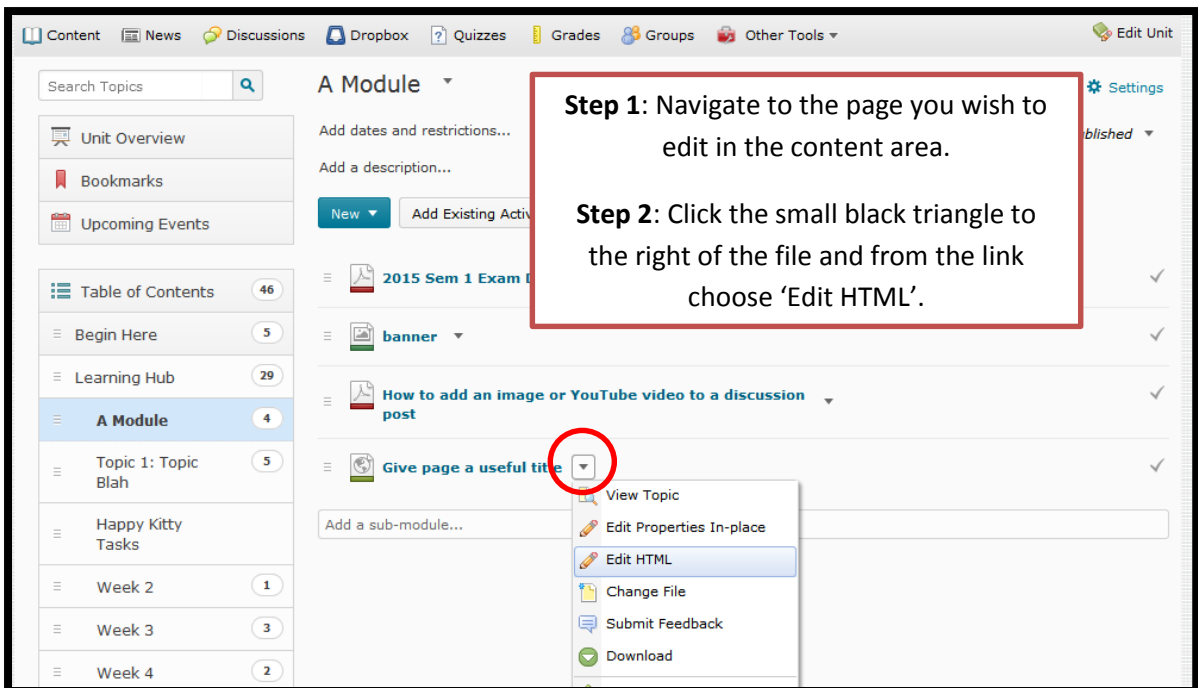 Content News Discussions Dropbox Quizzes Grades Groups Other Tools Edit Unit
Search Topics
Unit Overview
Bookmarks
Upcoming Events
Table of Contents 46
Begin Here 5
Learning Hub 29
A Module 4
Topic 1: Topic 5
Blah
Happy Kitty
Tasks
Week 2 1
Week 3 3
Week 4 2
A Module
Settings
Add dates and restrictions...
Add a description...
New Add Existing
2015 Sem 1 Exam
banner
How to add an image or YouTube video to a discussion
post
Give page a useful title
View Topic
Edit Properties In-place
Edit HTML
Change File
Submit Feedback
Download
Add a sub-module...
Step 1: Navigate to the page you wish to
edit in the content area.
Step 2: Click the small black triangle to
the right of the file and from the link
choose ‘Edit HTML’.